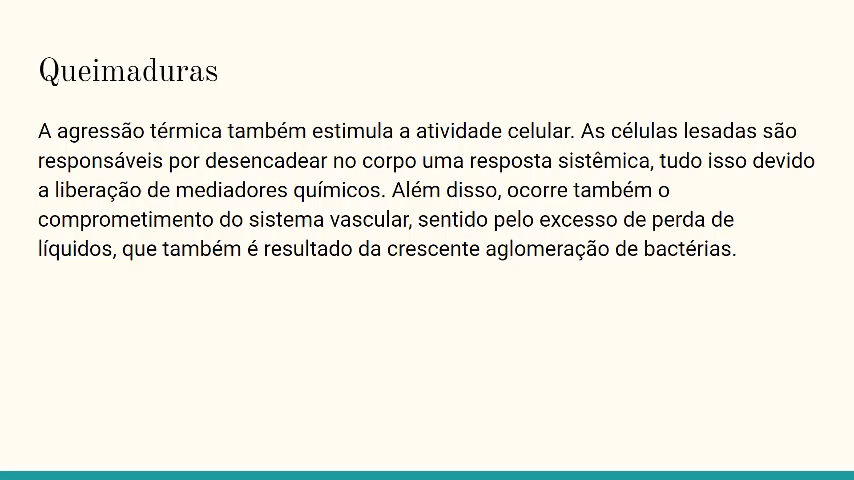 Queimaduras
A agressão térmica também estimula a atividade celular. As células lesadas são
responsáveis por desencadear no corpo uma resposta sistêmica, tudo isso devido
a liberação de mediadores químicos. Além disso, ocorre também o
comprometimento do sistema vascular, sentido pelo excesso de perda de
líquidos, que também é resultado da crescente aglomeração de bactérias.